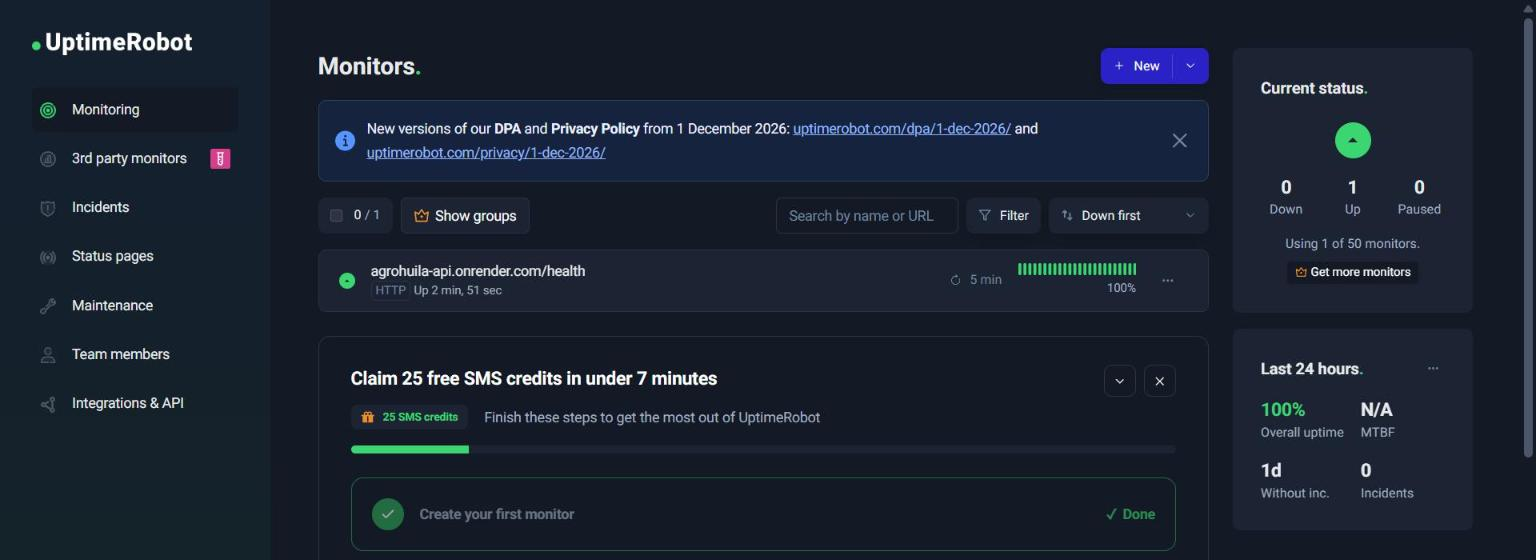 UptimeRobot
Monitoring
3rd party monitors
Incidents
Status pages
Maintenance
Team members
Integrations & API
Monitors.
+ New
New versions of our DPA and Privacy Policy from 1 December 2026: uptimerobot.com/dpa/1-dec-2026/ and
uptimerobot.com/privacy/1-dec-2026/
0 / 1
Show groups
Search by name or URL
Filter
Down first
agrohuila-api.onrender.com/health
HTTP Up 2 min, 51 sec
5 min
100%
Claim 25 free SMS credits in under 7 minutes
25 SMS credits
Finish these steps to get the most out of UptimeRobot
Create your first monitor
Done
Current status.
0 1 0
Down Up Paused
Using 1 of 50 monitors.
Get more monitors
Last 24 hours.
100% N/A
Overall uptime MTBF
1d 0
Without inc. Incidents